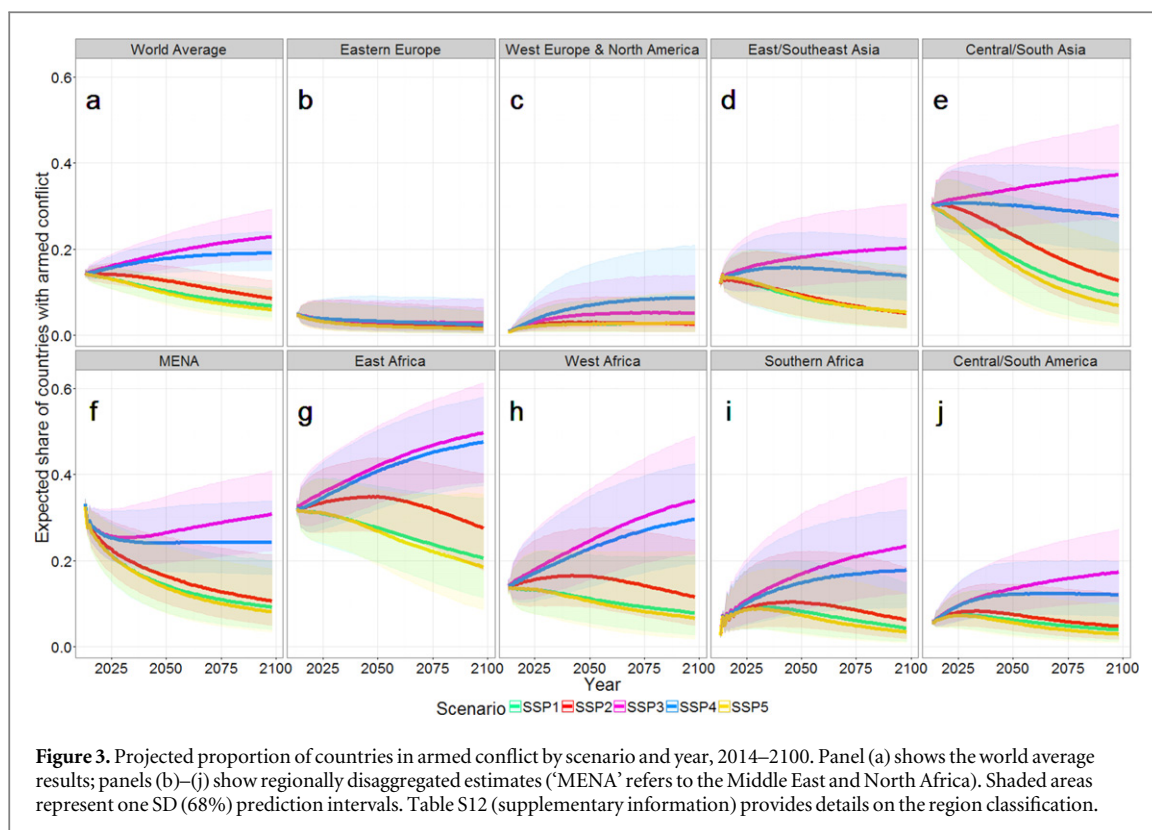 World Average
Eastern Europe
West Europe & North America
East/Southeast Asia
Central/South Asia
a
b
c
d
e
0.6
0.4
0.2
0.0
Expected share of countries with armed conflict
MENA
East Africa
West Africa
Southern Africa
Central/South America
f
g
h
i
j
0.6
0.4
0.2
0.0
2025 2050 2075 2100
2025 2050 2075 2100
2025 2050 2075 2100
2025 2050 2075 2100
2025 2050 2075 2100
Year
Scenario SSP1 SSP2 SSP3 SSP4 SSP5
Figure 3. Projected proportion of countries in armed conflict by scenario and year, 2014–2100. Panel (a) shows the world average
results; panels (b)–(j) show regionally disaggregated estimates (‘MENA’ refers to the Middle East and North Africa). Shaded areas
represent one SD (68%) prediction intervals. Table S12 (supplementary information) provides details on the region classification.